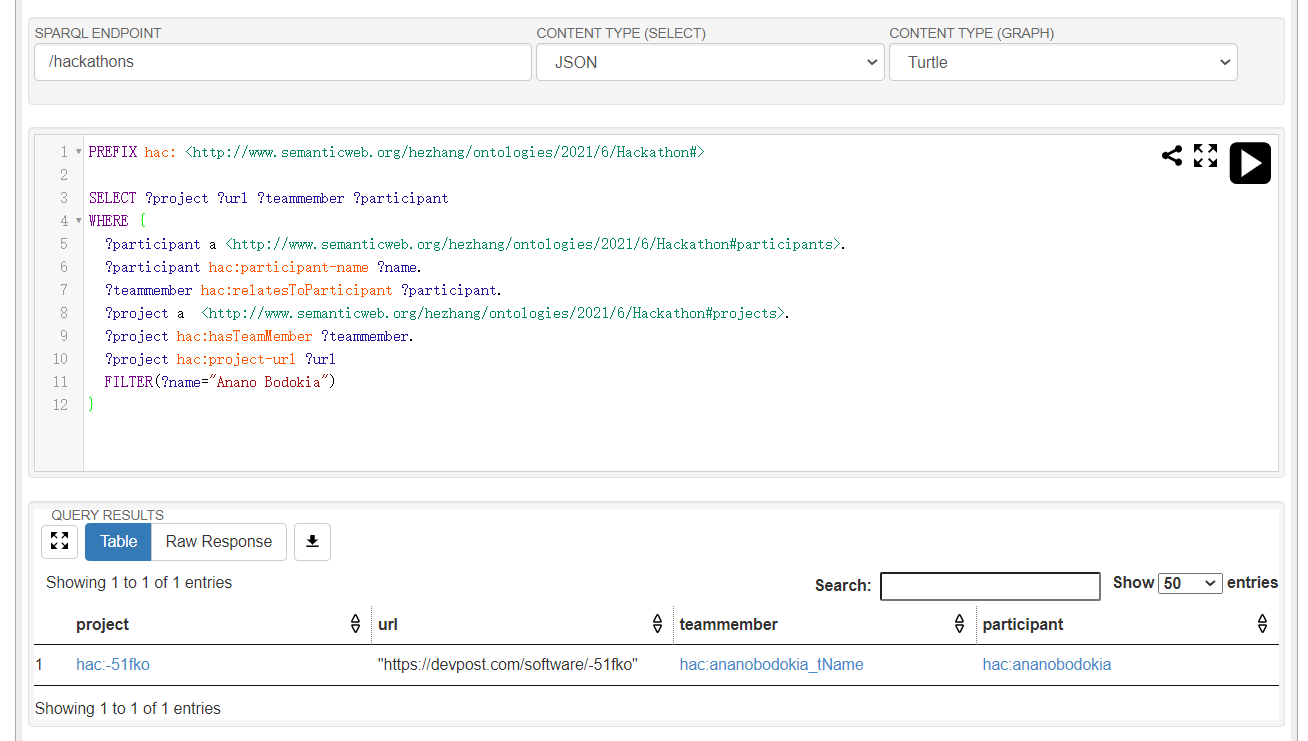 SPARQL ENDPOINT CONTENT TYPE (SELECT) CONTENT TYPE (GRAPH)
/hackathons JSON Turtle
1 PREFIX hac: <http://www.semanticweb.org/hezhang/ontologies/2021/6/Hackathon#>
2
3 SELECT ?project ?url ?teammember ?participant
4 WHERE {
5 ?participant a <http://www.semanticweb.org/hezhang/ontologies/2021/6/Hackathon#participants>.
6 ?participant hac:participant-name ?name.
7 ?teammember hac:relatesToParticipant ?participant.
8 ?project a <http://www.semanticweb.org/hezhang/ontologies/2021/6/Hackathon#projects>.
9 ?project hac:hasTeamMember ?teammember.
10 ?project hac:project-url ?url
11 FILTER(?name="Anano Bodokia")
12 }
QUERY RESULTS
Table Raw Response
Showing 1 to 1 of 1 entries Search: Show 50 entries
project url teammember participant
1 hac:-51fko "https://devpost.com/software/-51fko" hac:ananobodokia_tName hac:ananobodokia
Showing 1 to 1 of 1 entries